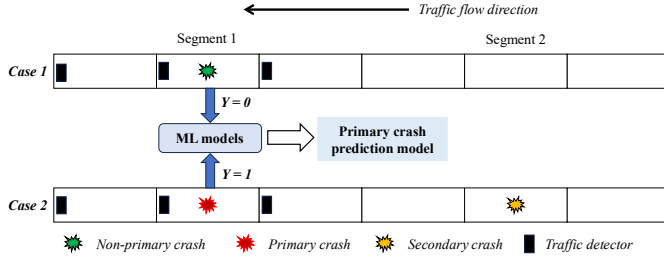 Traffic flow direction
Segment 1
Segment 2
Case 1
Y = 0
ML models
Primary crash
prediction model
Y = 1
Case 2
Non-primary crash
Primary crash
Secondary crash
Traffic detector